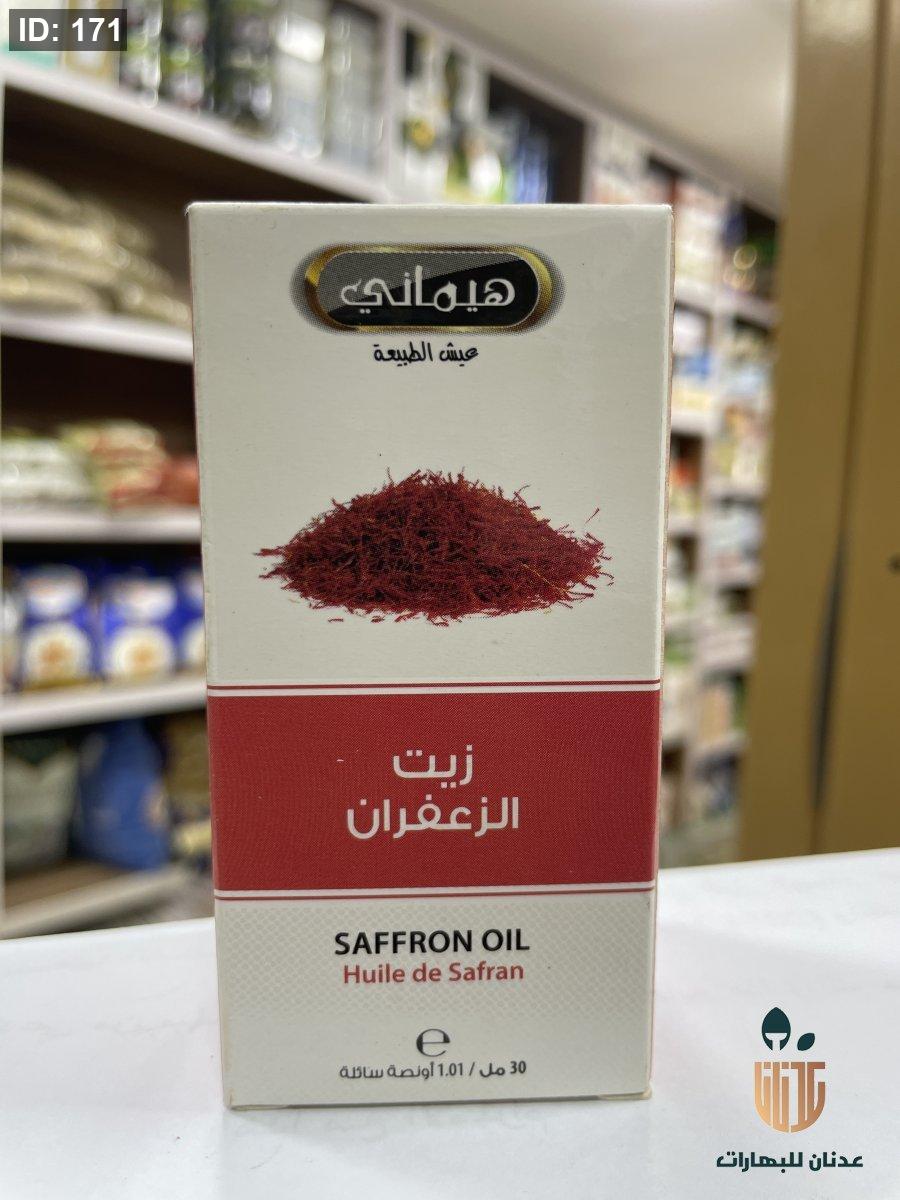 ID: 171
هيماني
عيش الطبيعة
زيت
الزعفران
SAFFRON OIL
Huile de Safran
e
30 مل / 1.01 أونصة سائلة
عدنان
عدنان للبهارات